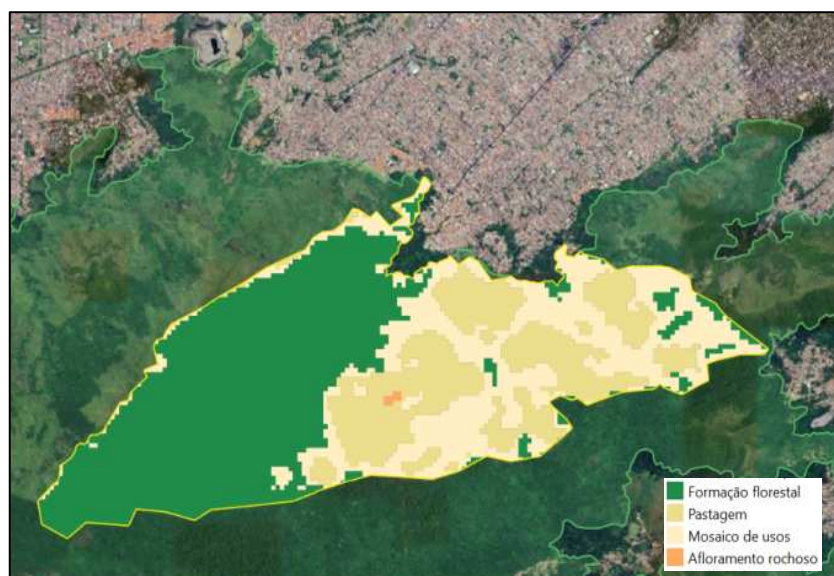 Formação florestal
Pastagem
Mosaico de usos
Afloramento rochoso